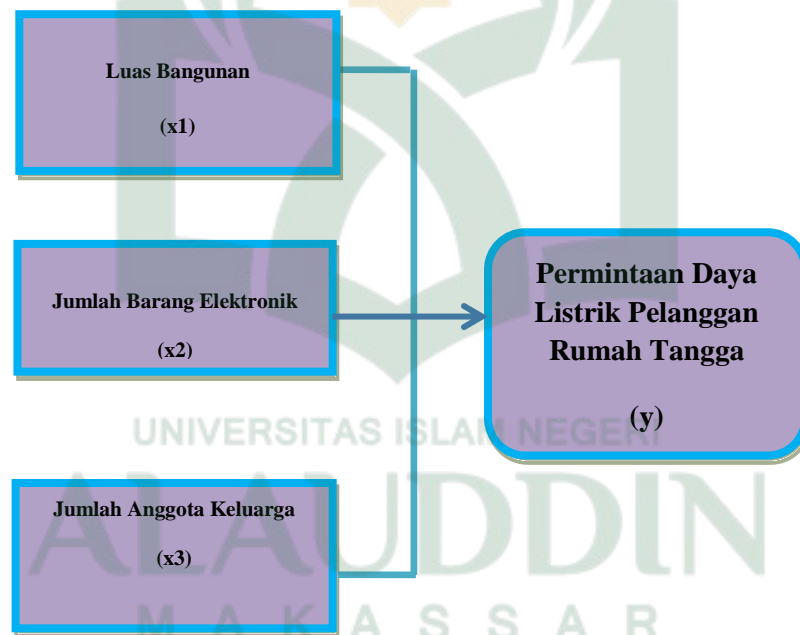 Luas Bangunan
(x1)
Jumlah Barang Elektronik
(x2)
Jumlah Anggota Keluarga
(x3)
Permintaan Daya
Listrik Pelanggan
Rumah Tangga
(y)
UNIVERSITAS ISLAM NEGERI
ALAUDDIN
MAKASSAR